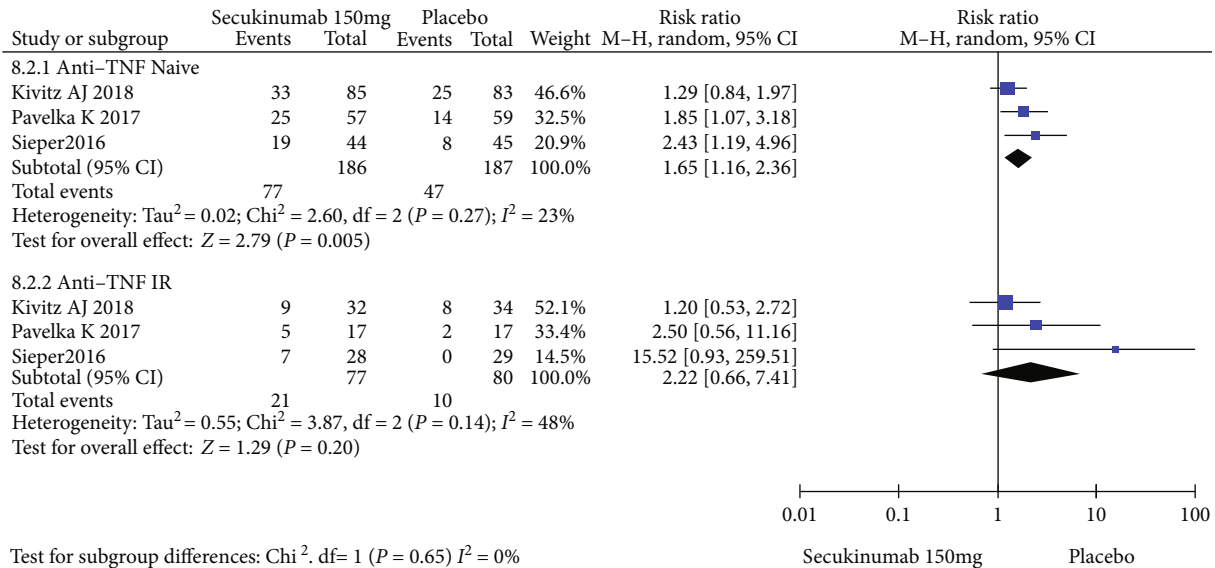 Secukinumab 150mg Placebo Risk ratio Risk ratio
Study or subgroup Events Total Events Total Weight M–H, random, 95% CI M–H, random, 95% CI
8.2.1 Anti–TNF Naive
Kivitz AJ 2018 33 85 25 83 46.6% 1.29 [0.84, 1.97]
Pavelka K 2017 25 57 14 59 32.5% 1.85 [1.07, 3.18]
Sieper2016 19 44 8 45 20.9% 2.43 [1.19, 4.96]
Subtotal (95% CI) 186 187 100.0% 1.65 [1.16, 2.36]
Total events 77 47
Heterogeneity: Tau² = 0.02; Chi² = 2.60, df = 2 (P = 0.27); I² = 23%
Test for overall effect: Z = 2.79 (P = 0.005)
8.2.2 Anti–TNF IR
Kivitz AJ 2018 9 32 8 34 52.1% 1.20 [0.53, 2.72]
Pavelka K 2017 5 17 2 17 33.4% 2.50 [0.56, 11.16]
Sieper2016 7 28 0 29 14.5% 15.52 [0.93, 259.51]
Subtotal (95% CI) 77 80 100.0% 2.22 [0.66, 7.41]
Total events 21 10
Heterogeneity: Tau² = 0.55; Chi² = 3.87, df = 2 (P = 0.14); I² = 48%
Test for overall effect: Z = 1.29 (P = 0.20)
0.01 0.1 1 10 100
Test for subgroup differences: Chi ². df= 1 (P = 0.65) I² = 0% Secukinumab 150mg Placebo